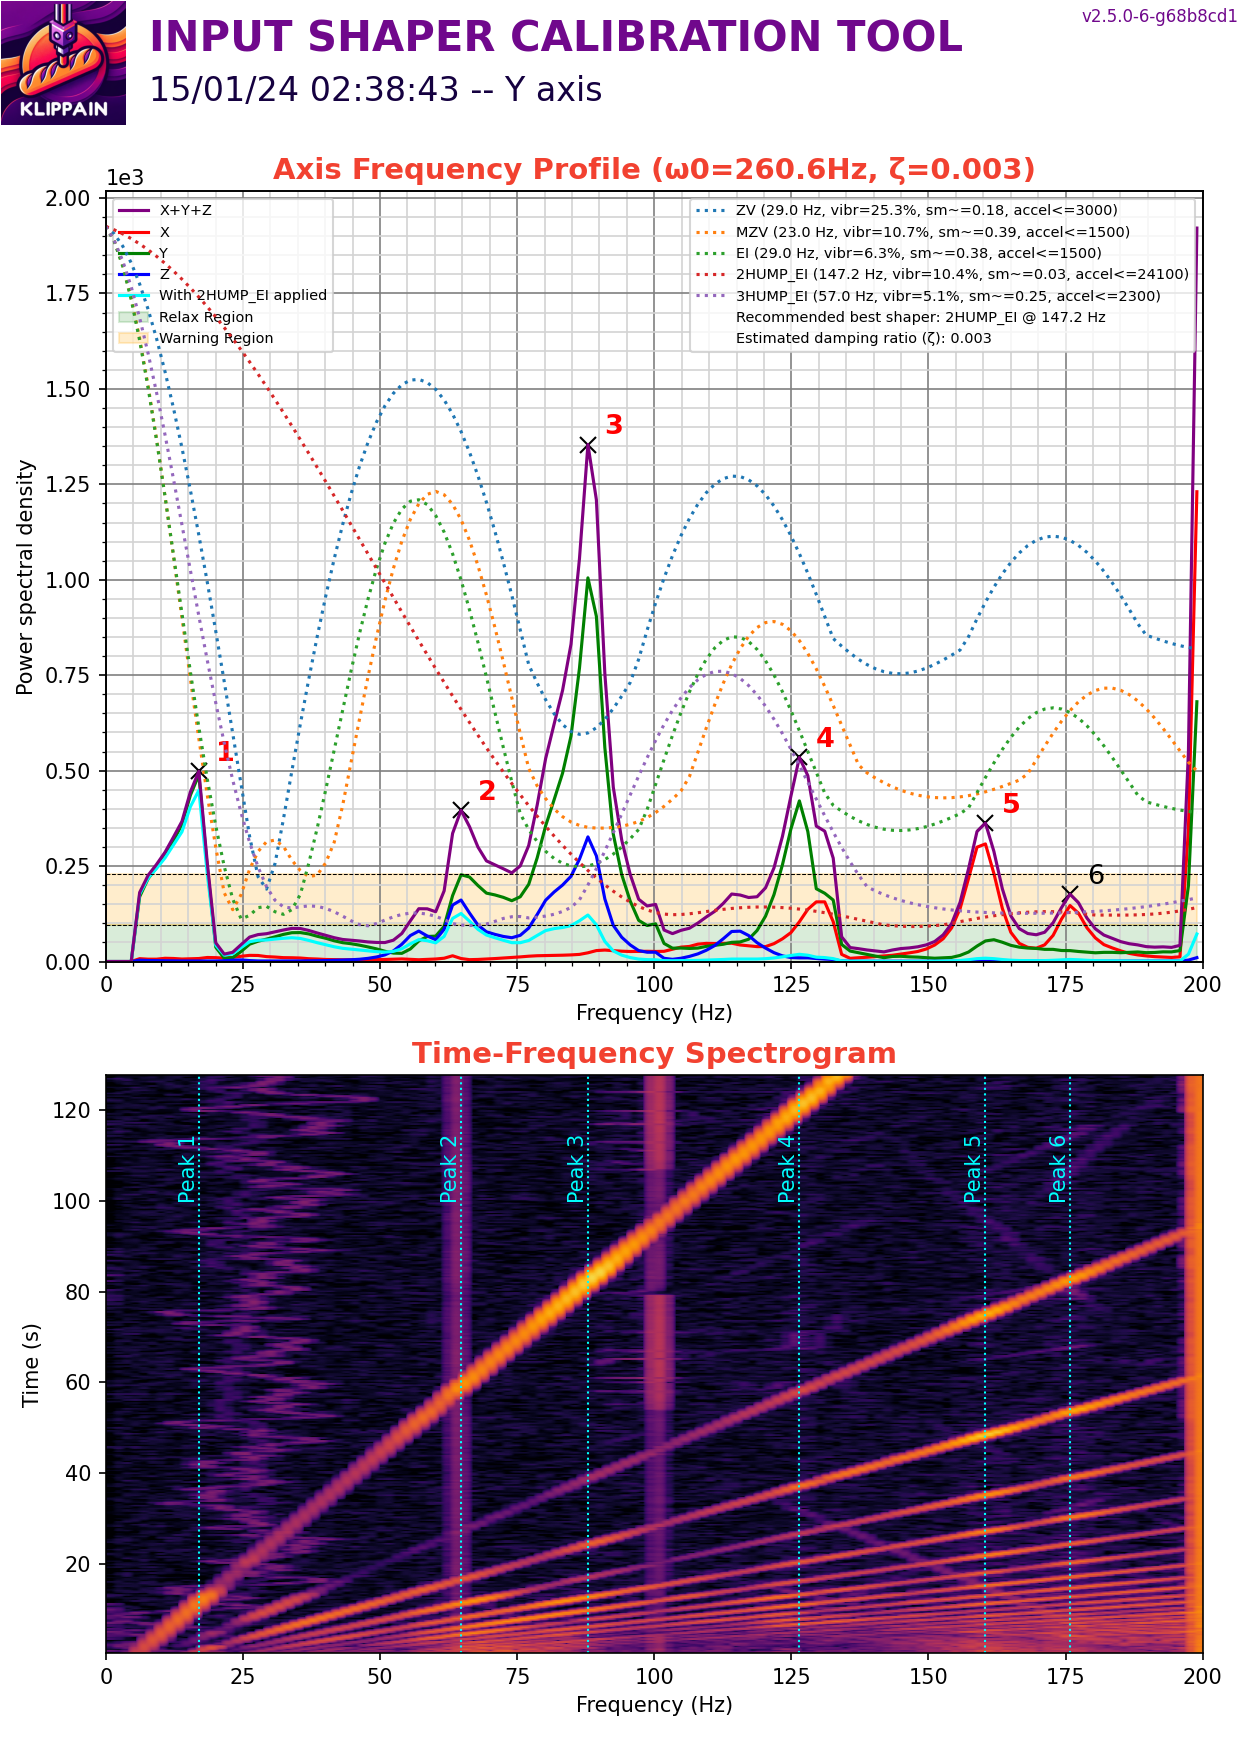 v2.5.0-6-g68b8cd1
INPUT SHAPER CALIBRATION TOOL
15/01/24 02:38:43 -- Y axis
KLIPPAIN
Axis Frequency Profile (ω0=260.6Hz, ζ=0.003)
1e3
X+Y+Z
X
Y
Z
With 2HUMP_EI applied
Relax Region
Warning Region
ZV (29.0 Hz, vibr=25.3%, sm~=0.18, accel<=3000)
MZV (23.0 Hz, vibr=10.7%, sm~=0.39, accel<=1500)
EI (29.0 Hz, vibr=6.3%, sm~=0.38, accel<=1500)
2HUMP_EI (147.2 Hz, vibr=10.4%, sm~=0.03, accel<=24100)
3HUMP_EI (57.0 Hz, vibr=5.1%, sm~=0.25, accel<=2300)
Recommended best shaper: 2HUMP_EI @ 147.2 Hz
Estimated damping ratio (ζ): 0.003
2.00
1.75
1.50
1.25
1.00
0.75
0.50
0.25
0.00
Power spectral density
1
2
3
4
5
6
0 25 50 75 100 125 150 175 200
Frequency (Hz)
Time-Frequency Spectrogram
120
100
80
60
40
20
Time (s)
Peak 1
Peak 2
Peak 3
Peak 4
Peak 5
Peak 6
0 25 50 75 100 125 150 175 200
Frequency (Hz)